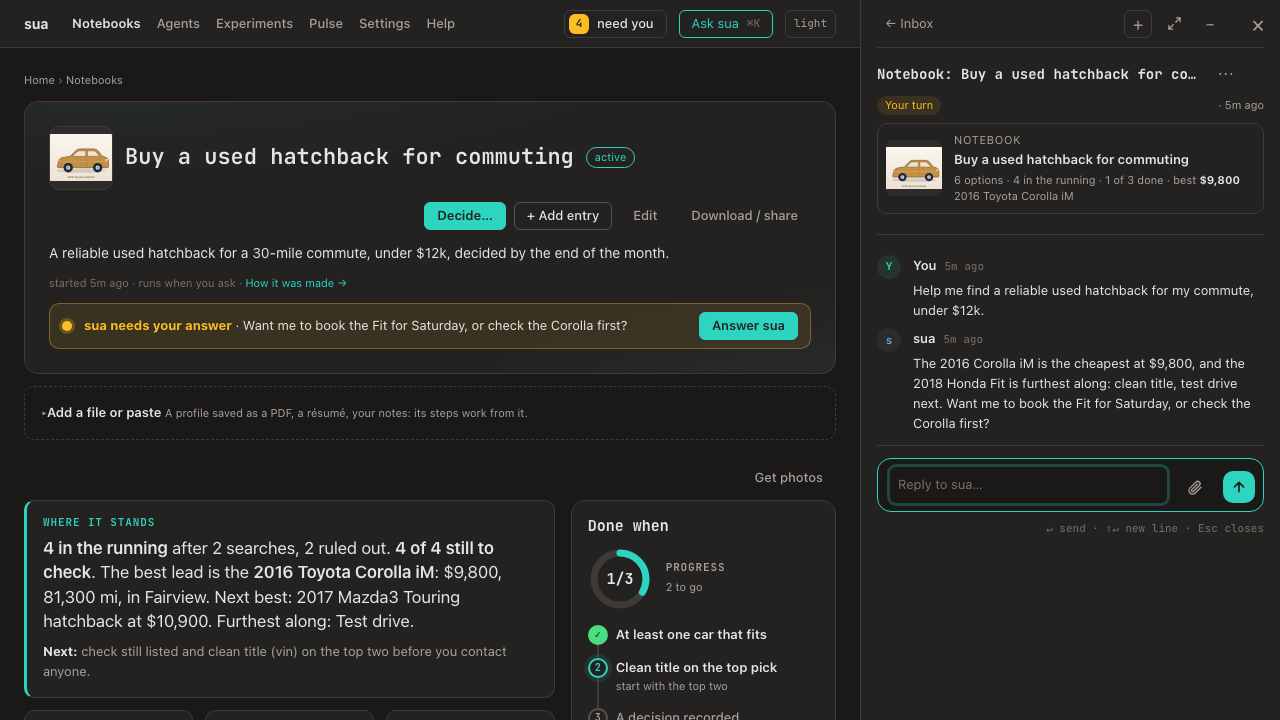 sua Notebooks Agents Experiments Pulse Settings Help 4 need you Ask sua ⌘K light
Home › Notebooks
Buy a used hatchback for commuting active
Decide... + Add entry Edit Download / share
A reliable used hatchback for a 30-mile commute, under $12k, decided by the end of the month.
started 5m ago · runs when you ask · How it was made →
sua needs your answer · Want me to book the Fit for Saturday, or check the Corolla first? Answer sua
Add a file or paste A profile saved as a PDF, a résumé, your notes: its steps work from it.
Get photos
WHERE IT STANDS
4 in the running after 2 searches, 2 ruled out. 4 of 4 still to
check. The best lead is the 2016 Toyota Corolla iM: $9,800,
81,300 mi, in Fairview. Next best: 2017 Mazda3 Touring
hatchback at $10,900. Furthest along: Test drive.
Next: check still listed and clean title (vin) on the top two before you contact
anyone.
Done when
1/3
PROGRESS
2 to go
✓ At least one car that fits
2 Clean title on the top pick
start with the top two
3 A decision recorded
← Inbox + −  ×
Notebook: Buy a used hatchback for co… ...
Your turn · 5m ago
NOTEBOOK
Buy a used hatchback for commuting
6 options · 4 in the running · 1 of 3 done · best $9,800
2016 Toyota Corolla iM
Y You 5m ago
Help me find a reliable used hatchback for my commute,
under $12k.
s sua 5m ago
The 2016 Corolla iM is the cheapest at $9,800, and the
2018 Honda Fit is furthest along: clean title, test drive
next. Want me to book the Fit for Saturday, or check the
Corolla first?
Reply to sua...
↵ send · ⇧↵ new line · Esc closes